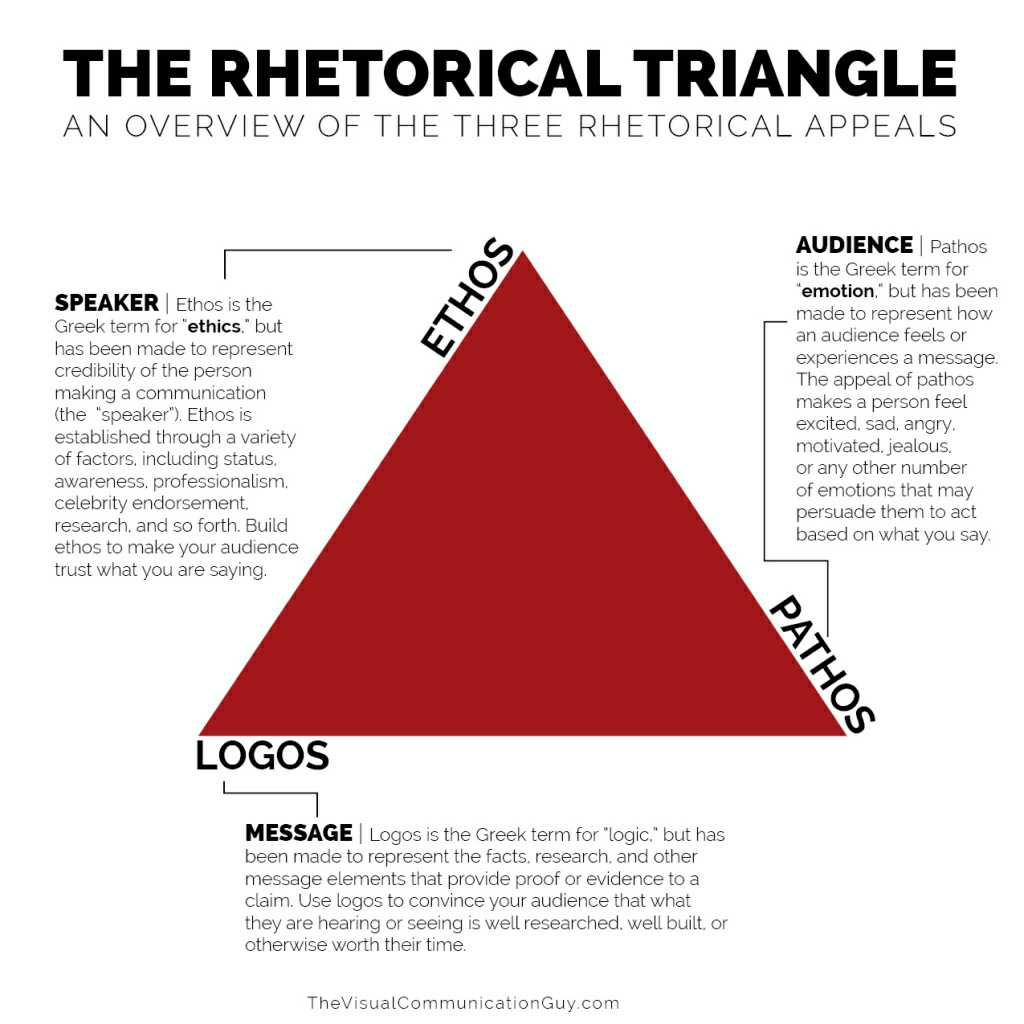 THE RHETORICAL TRIANGLE
AN OVERVIEW OF THE THREE RHETORICAL APPEALS
ETHOS
SPEAKER | Ethos is the
Greek term for "ethics," but
has been made to represent
credibility of the person
making a communication
(the "speaker"). Ethos is
established through a variety
of factors, including status,
awareness, professionalism,
celebrity endorsement,
research, and so forth. Build
ethos to make your audience
trust what you are saying.
AUDIENCE | Pathos
is the Greek term for
"emotion," but has been
made to represent how
an audience feels or
experiences a message.
The appeal of pathos
makes a person feel
excited, sad, angry,
motivated, jealous,
or any other number
of emotions that may
persuade them to act
based on what you say.
PATHOS
LOGOS
MESSAGE | Logos is the Greek term for "logic," but has
been made to represent the facts, research, and other
message elements that provide proof or evidence to a
claim. Use logos to convince your audience that what
they are hearing or seeing is well researched, well built, or
otherwise worth their time.
TheVisualCommunicationGuy.com